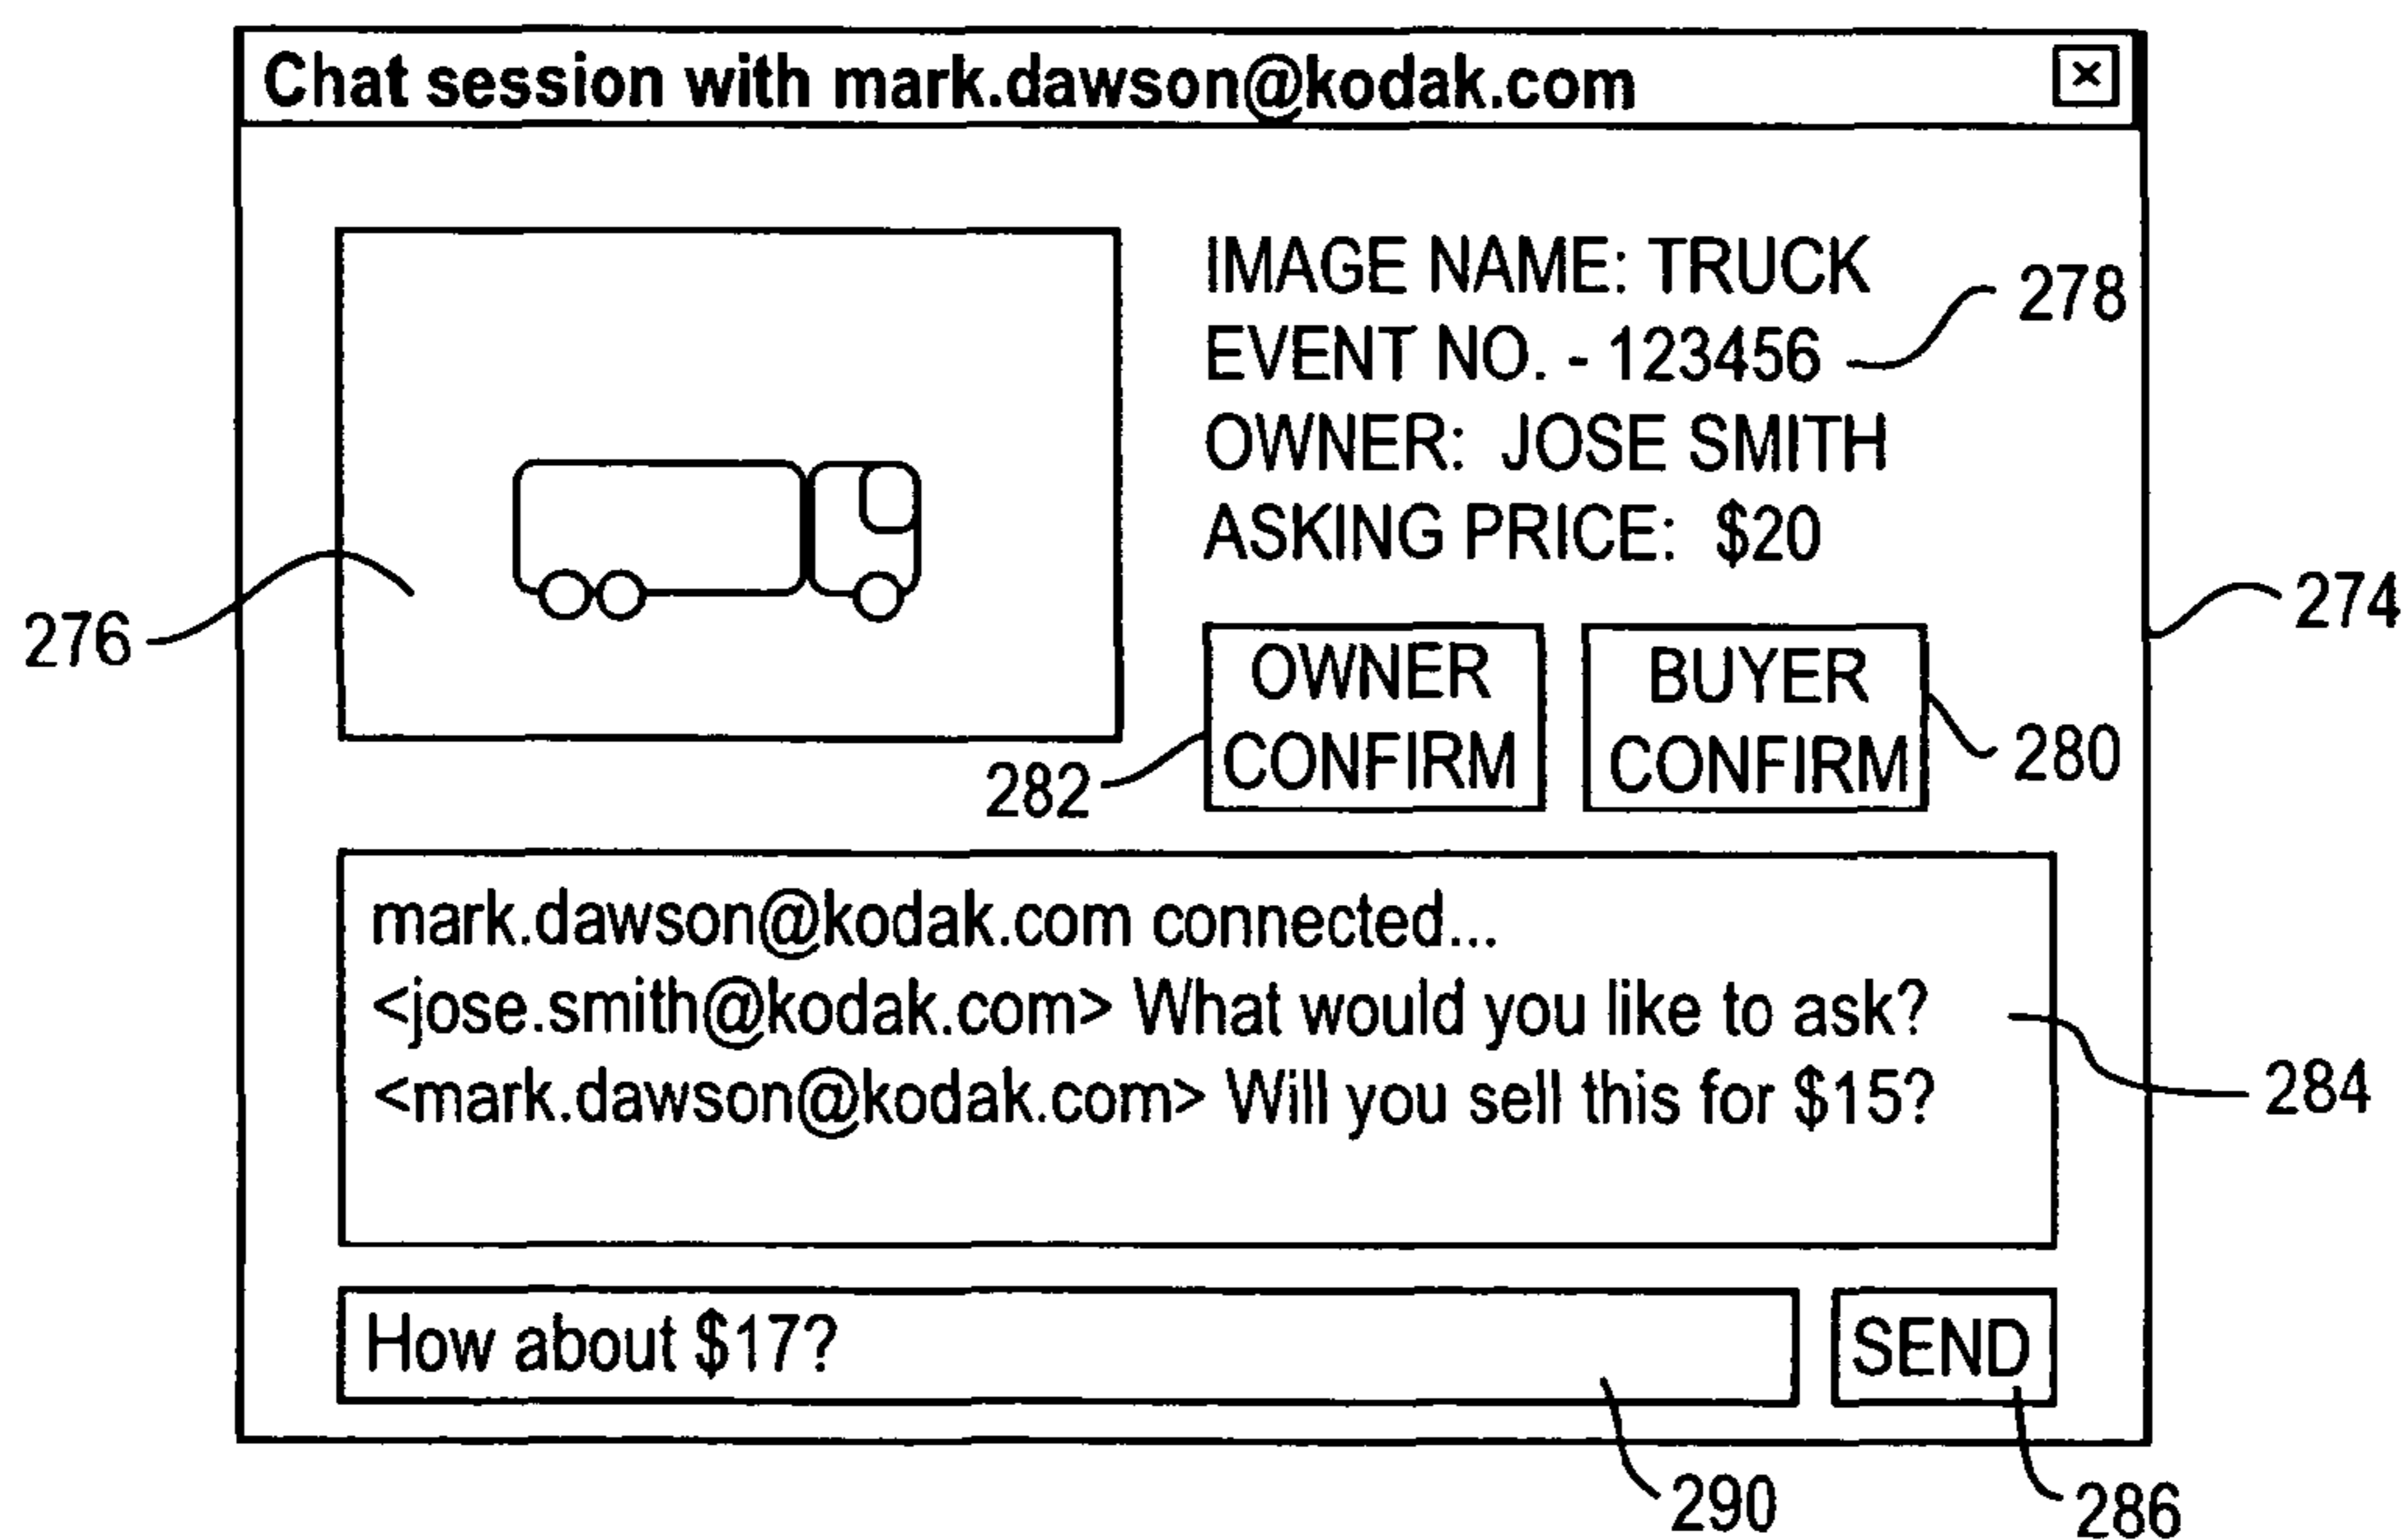 Chat session with mark.dawson@kodak.com
×
IMAGE NAME: TRUCK
278
EVENT NO. - 123456
OWNER: JOSE SMITH
ASKING PRICE: $20
276
274
OWNER
CONFIRM
BUYER
CONFIRM
282
280
mark.dawson@kodak.com connected...
<jose.smith@kodak.com> What would you like to ask?
<mark.dawson@kodak.com> Will you sell this for $15?
284
How about $17?
SEND
290
286